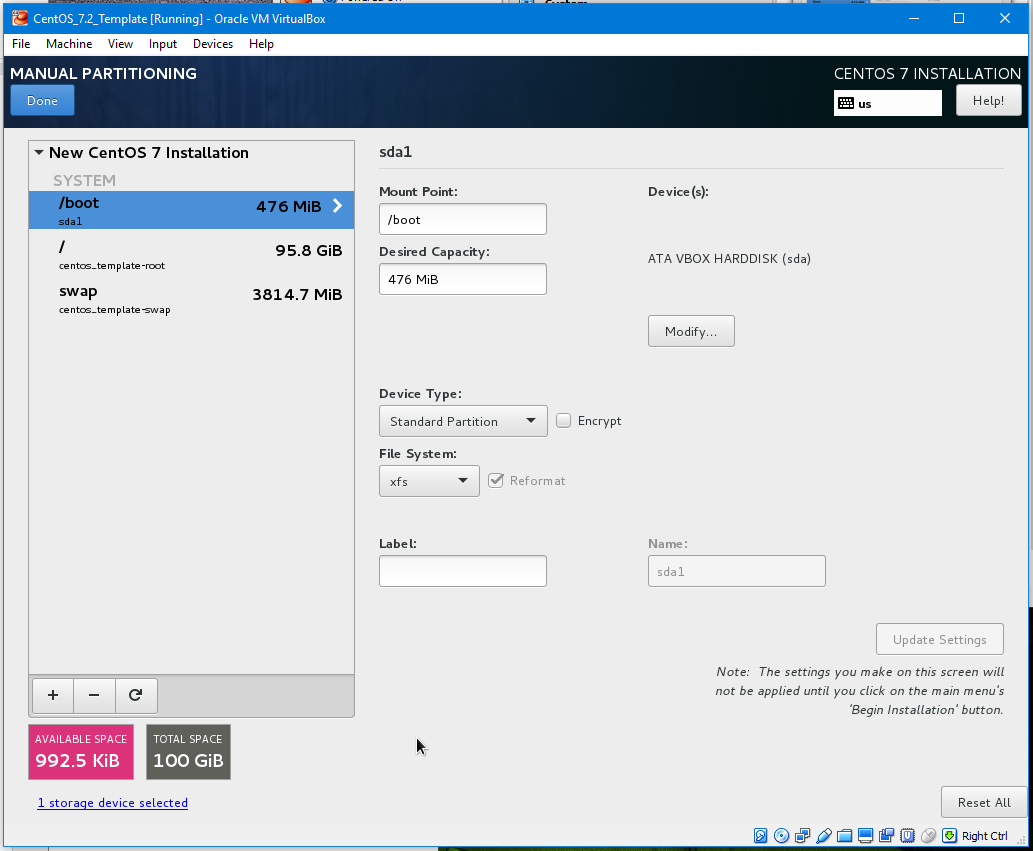 CentOS_7.2_Template [Running] - Oracle VM VirtualBox
File Machine View Input Devices Help
MANUAL PARTITIONING
CENTOS 7 INSTALLATION
Done
us
Help!
New CentOS 7 Installation
SYSTEM
/boot
476 MiB
sda1
/
95.8 GiB
centos_template-root
swap
3814.7 MiB
centos_template-swap
+
−
AVAILABLE SPACE
992.5 KiB
TOTAL SPACE
100 GiB
1 storage device selected
sda1
Mount Point:
/boot
Desired Capacity:
476 MiB
Device(s):
ATA VBOX HARDDISK (sda)
Modify...
Device Type:
Standard Partition
Encrypt
File System:
xfs
Reformat
Label:
Name:
sda1
Update Settings
Note: The settings you make on this screen will
not be applied until you click on the main menu's
'Begin Installation' button.
Reset All
Right Ctrl